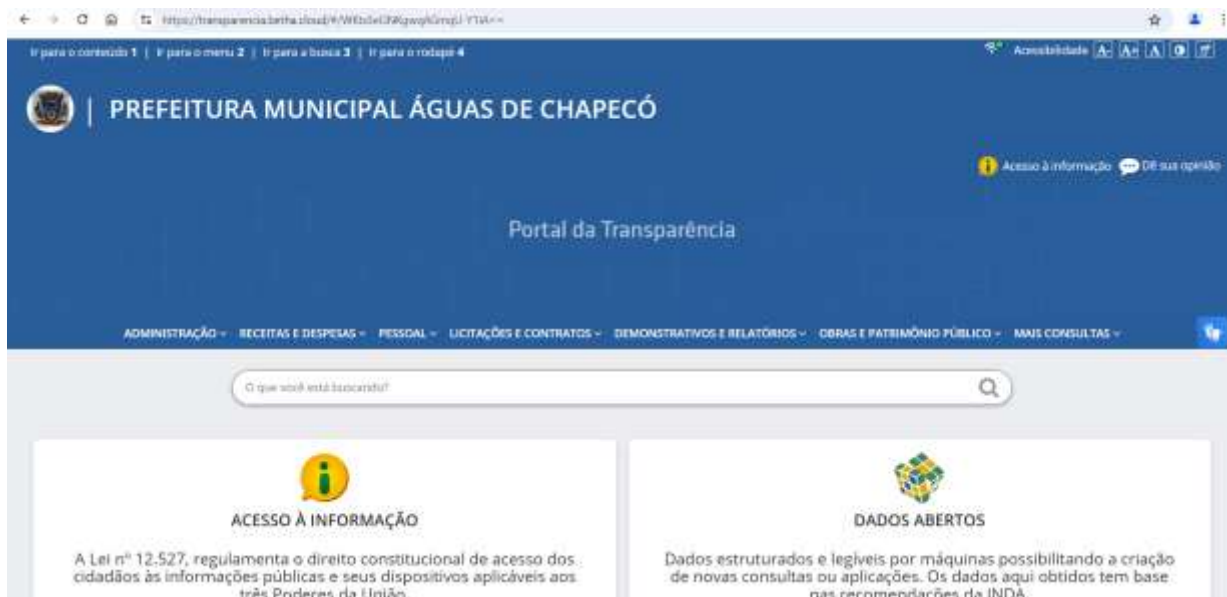 https://transparencia.betha.cloud/#/
Ir para o conteúdo 1 | Ir para o menu 2 | Ir para a busca 3 | Ir para o rodapé 4
Acessibilidade A- A+ A
PREFEITURA MUNICIPAL ÁGUAS DE CHAPECÓ
Acesso à informação Dê sua opinião
Portal da Transparência
ADMINISTRAÇÃO RECEITAS E DESPESAS PESSOAL LICITAÇÕES E CONTRATOS DEMONSTRATIVOS E RELATÓRIOS OBRAS E PATRIMÔNIO PÚBLICO MAIS CONSULTAS
O que você está buscando?
ACESSO À INFORMAÇÃO
A Lei nº 12.527, regulamenta o direito constitucional de acesso dos
cidadãos às informações públicas e seus dispositivos aplicáveis aos
três Poderes da União.
DADOS ABERTOS
Dados estruturados e legíveis por máquinas possibilitando a criação
de novas consultas ou aplicações. Os dados aqui obtidos tem base
nas recomendações da INDA